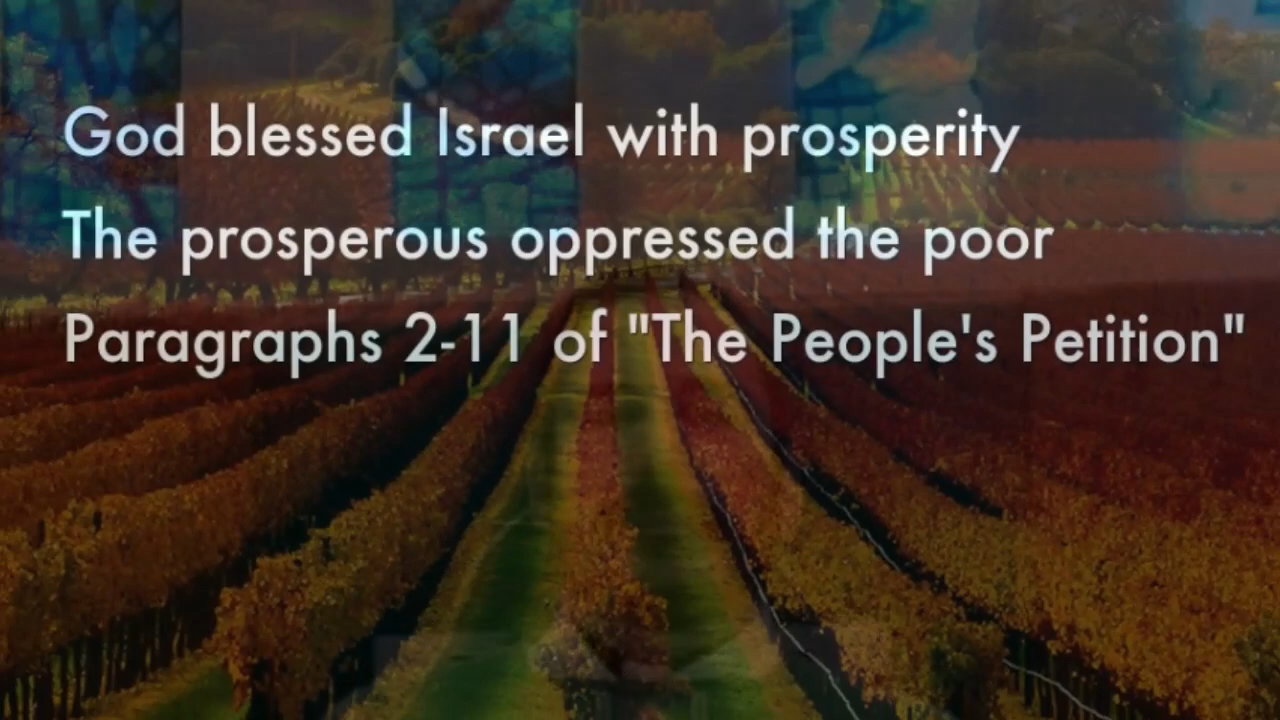 God blessed Israel with prosperity
The prosperous oppressed the poor
Paragraphs 2-11 of "The People's Petition"